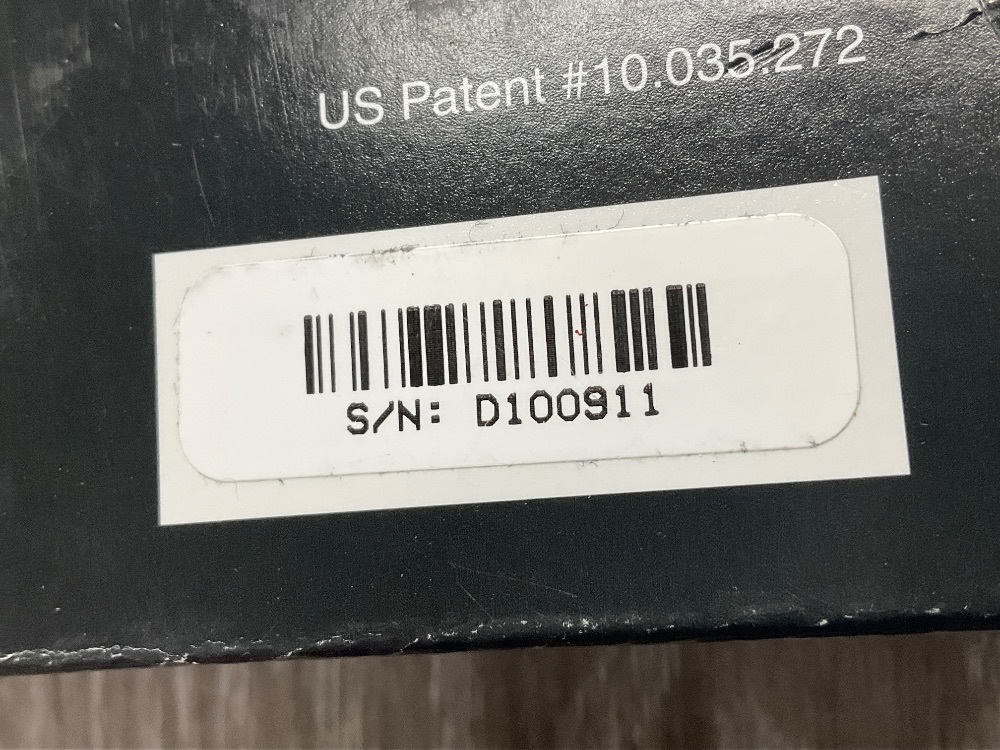 US Patent #10.035.272
S/N: D100911